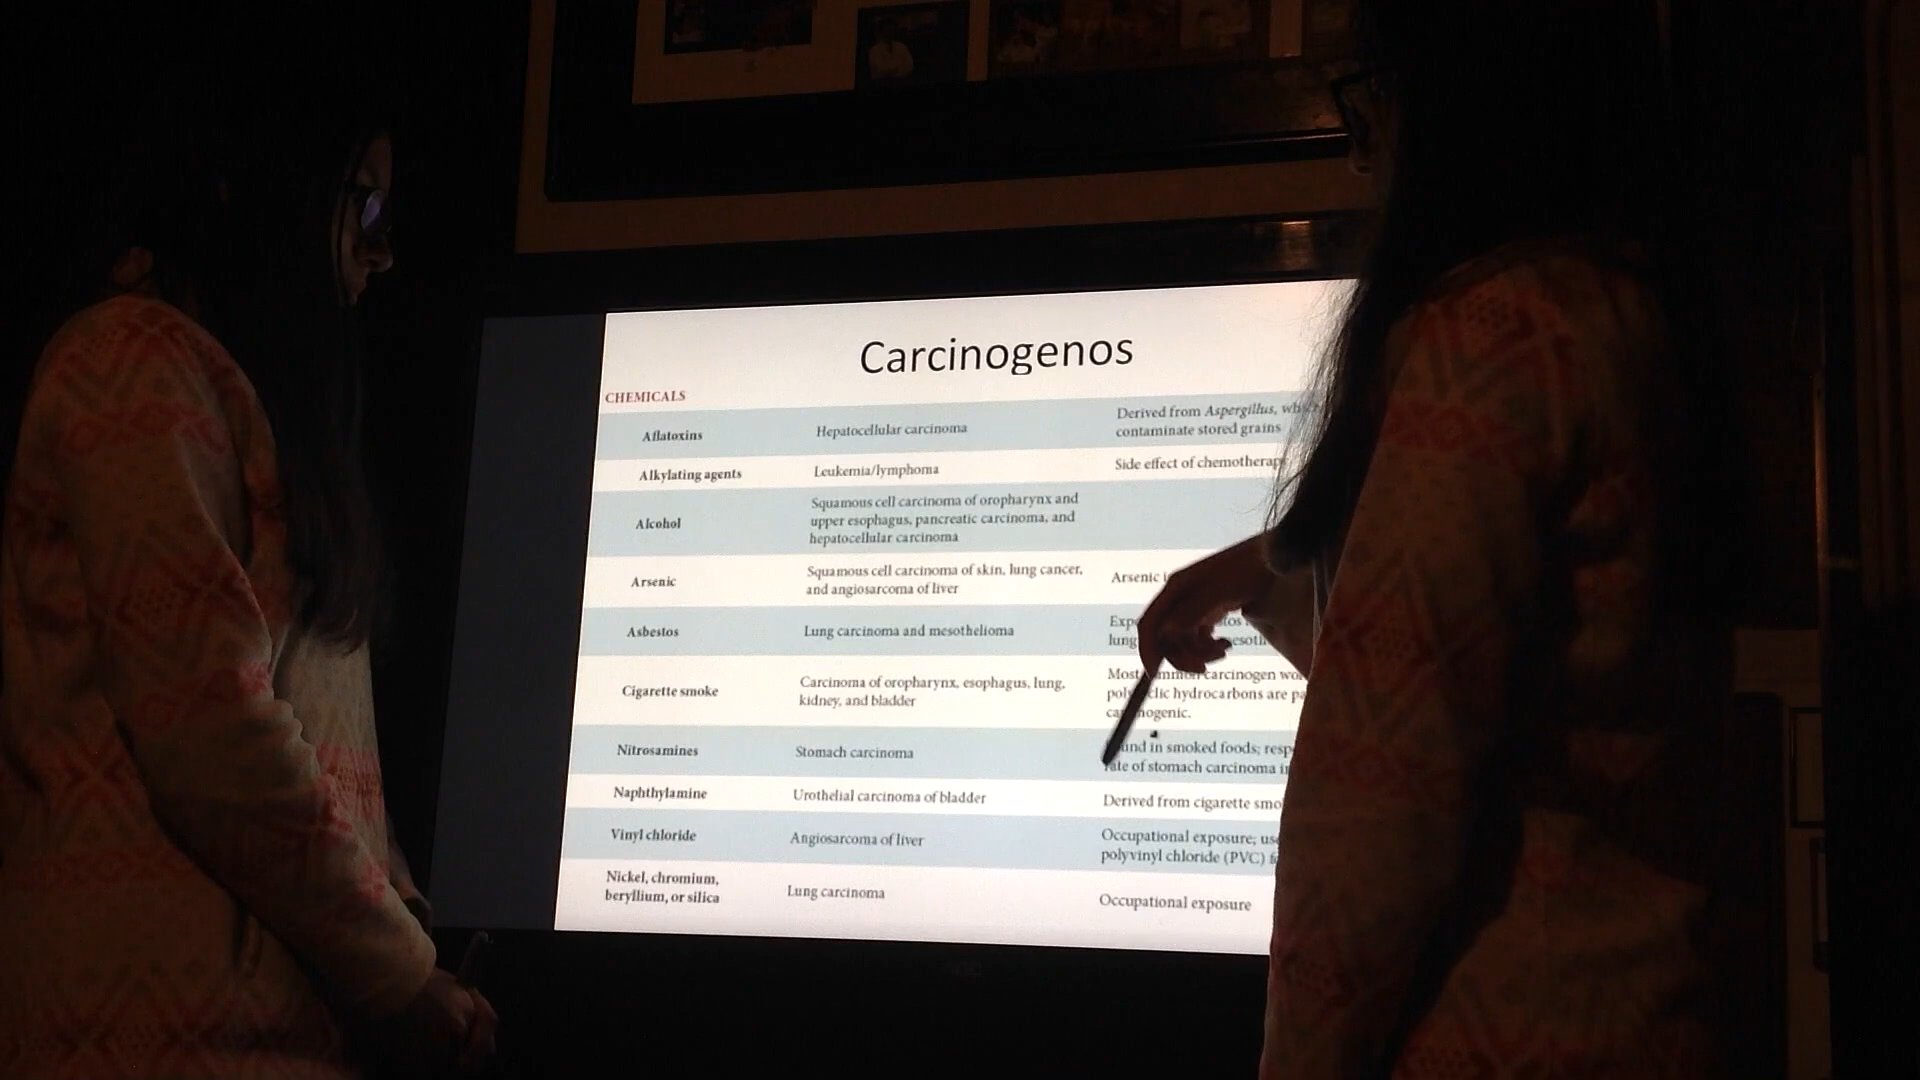 Carcinogenos
CHEMICALS
Aflatoxins Hepatocellular carcinoma Derived from Aspergillus,
contaminate stored grains
Alkylating agents Leukemia/lymphoma Side effect of
Alcohol Squamous cell carcinoma of oropharynx and
upper esophagus, pancreatic carcinoma, and
hepatocellular carcinoma
Arsenic Squamous cell carcinoma of skin, lung cancer, Arsenic
and angiosarcoma of liver
Asbestos Lung carcinoma and mesothelioma
lung
Cigarette smoke Carcinoma of oropharynx, esophagus, lung, Most carcinogen
kidney, and bladder hydrocarbons are
Nitrosamines Stomach carcinoma in smoked foods;
of stomach carcinoma
Naphthylamine Urothelial carcinoma of bladder Derived from cigarette
Vinyl chloride Angiosarcoma of liver Occupational exposure;
polyvinyl chloride (PVC)
Nickel, chromium,
beryllium, or silica Lung carcinoma Occupational exposure